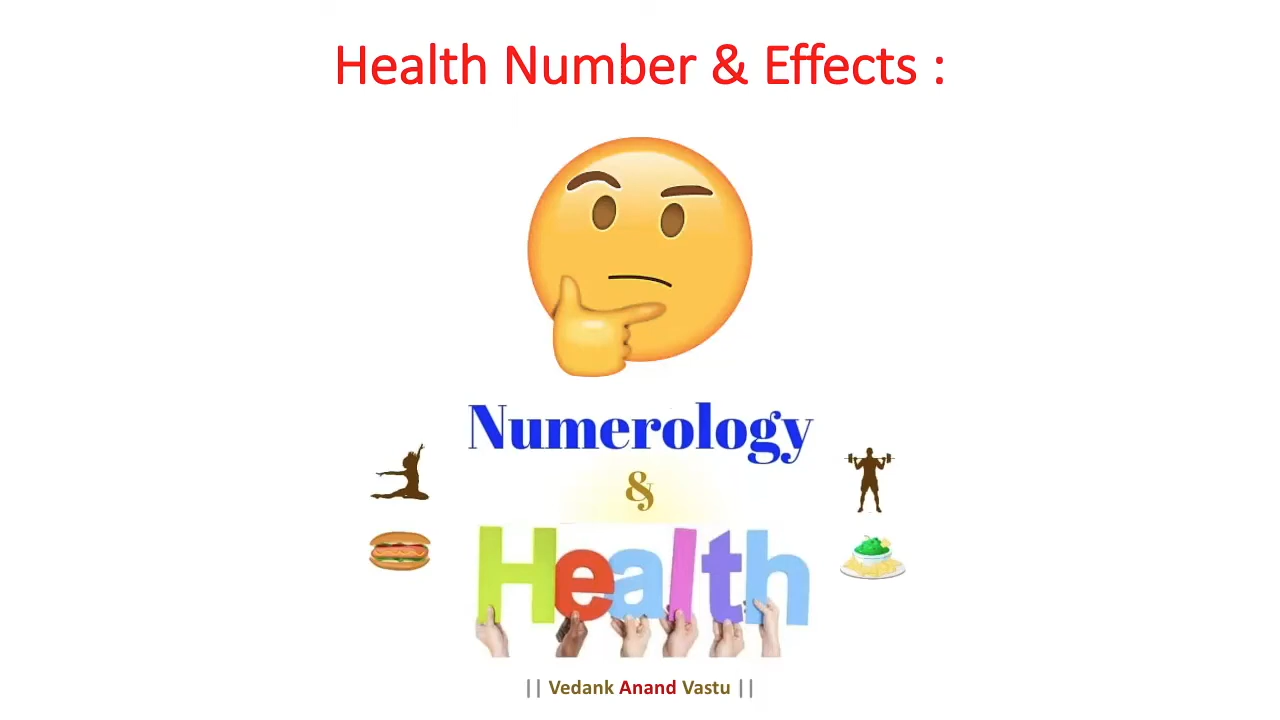 Health Number & Effects :
Numerology
&
Health
|| Vedank Anand Vastu ||